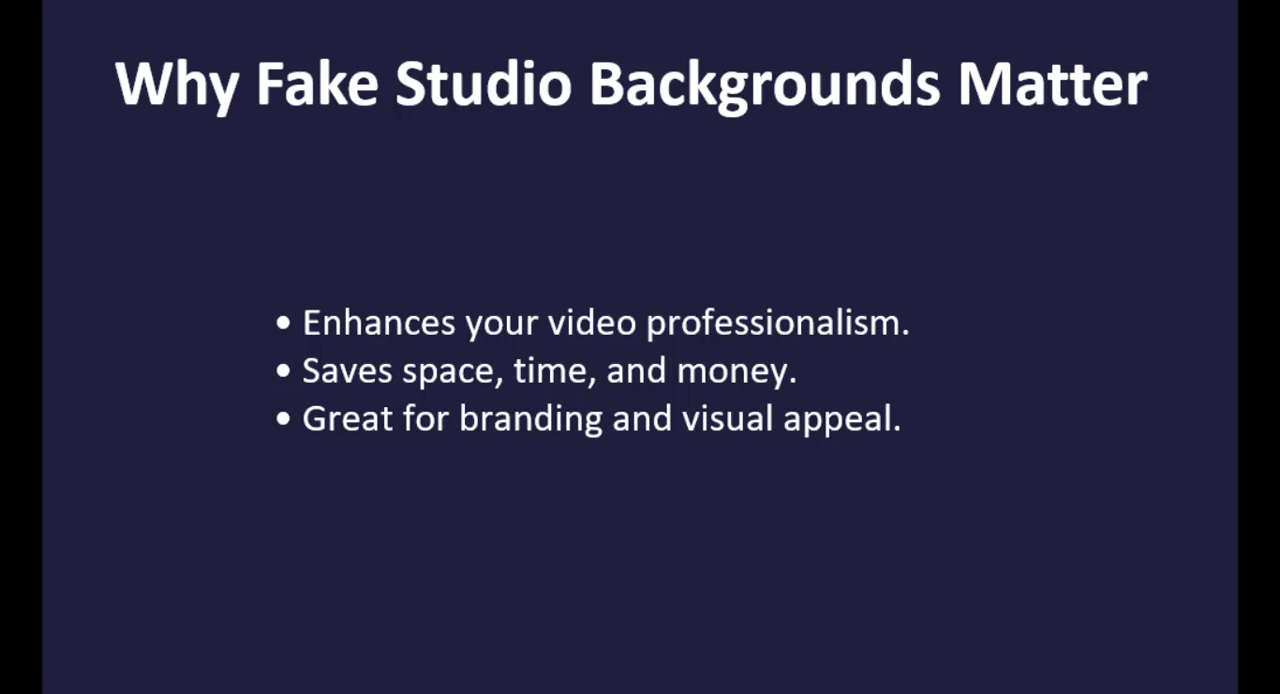 Why Fake Studio Backgrounds Matter
• Enhances your video professionalism.
• Saves space, time, and money.
• Great for branding and visual appeal.